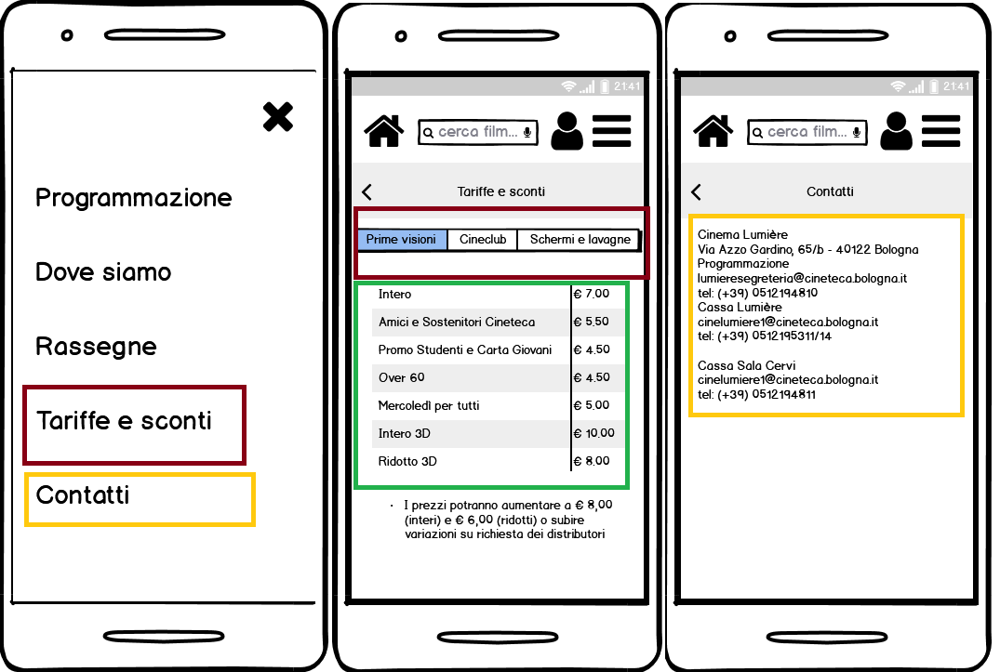 Programmazione
Dove siamo
Rassegne
Tariffe e sconti
Contatti
21:41
cerca film...
Tariffe e sconti
Prime visioni Cineclub Schermi e lavagne
Intero € 7.00
Amici e Sostenitori Cineteca € 5.50
Promo Studenti e Carta Giovani € 4.50
Over 60 € 4.50
Mercoledì per tutti € 5.00
Intero 3D € 10.00
Ridotto 3D € 8.00
· I prezzi potranno aumentare a € 8,00
(interi) e € 6,00 (ridotti) o subire
variazioni su richiesta dei distributori
21:41
cerca film...
Contatti
Cinema Lumière
Via Azzo Gardino, 65/b - 40122 Bologna
Programmazione
lumieresegreteria@cineteca.bologna.it
tel: (+39) 0512194810
Cassa Lumière
cinelumiere1@cineteca.bologna.it
tel: (+39) 0512195311/14
Cassa Sala Cervi
cinelumiere1@cineteca.bologna.it
tel: (+39) 0512194811